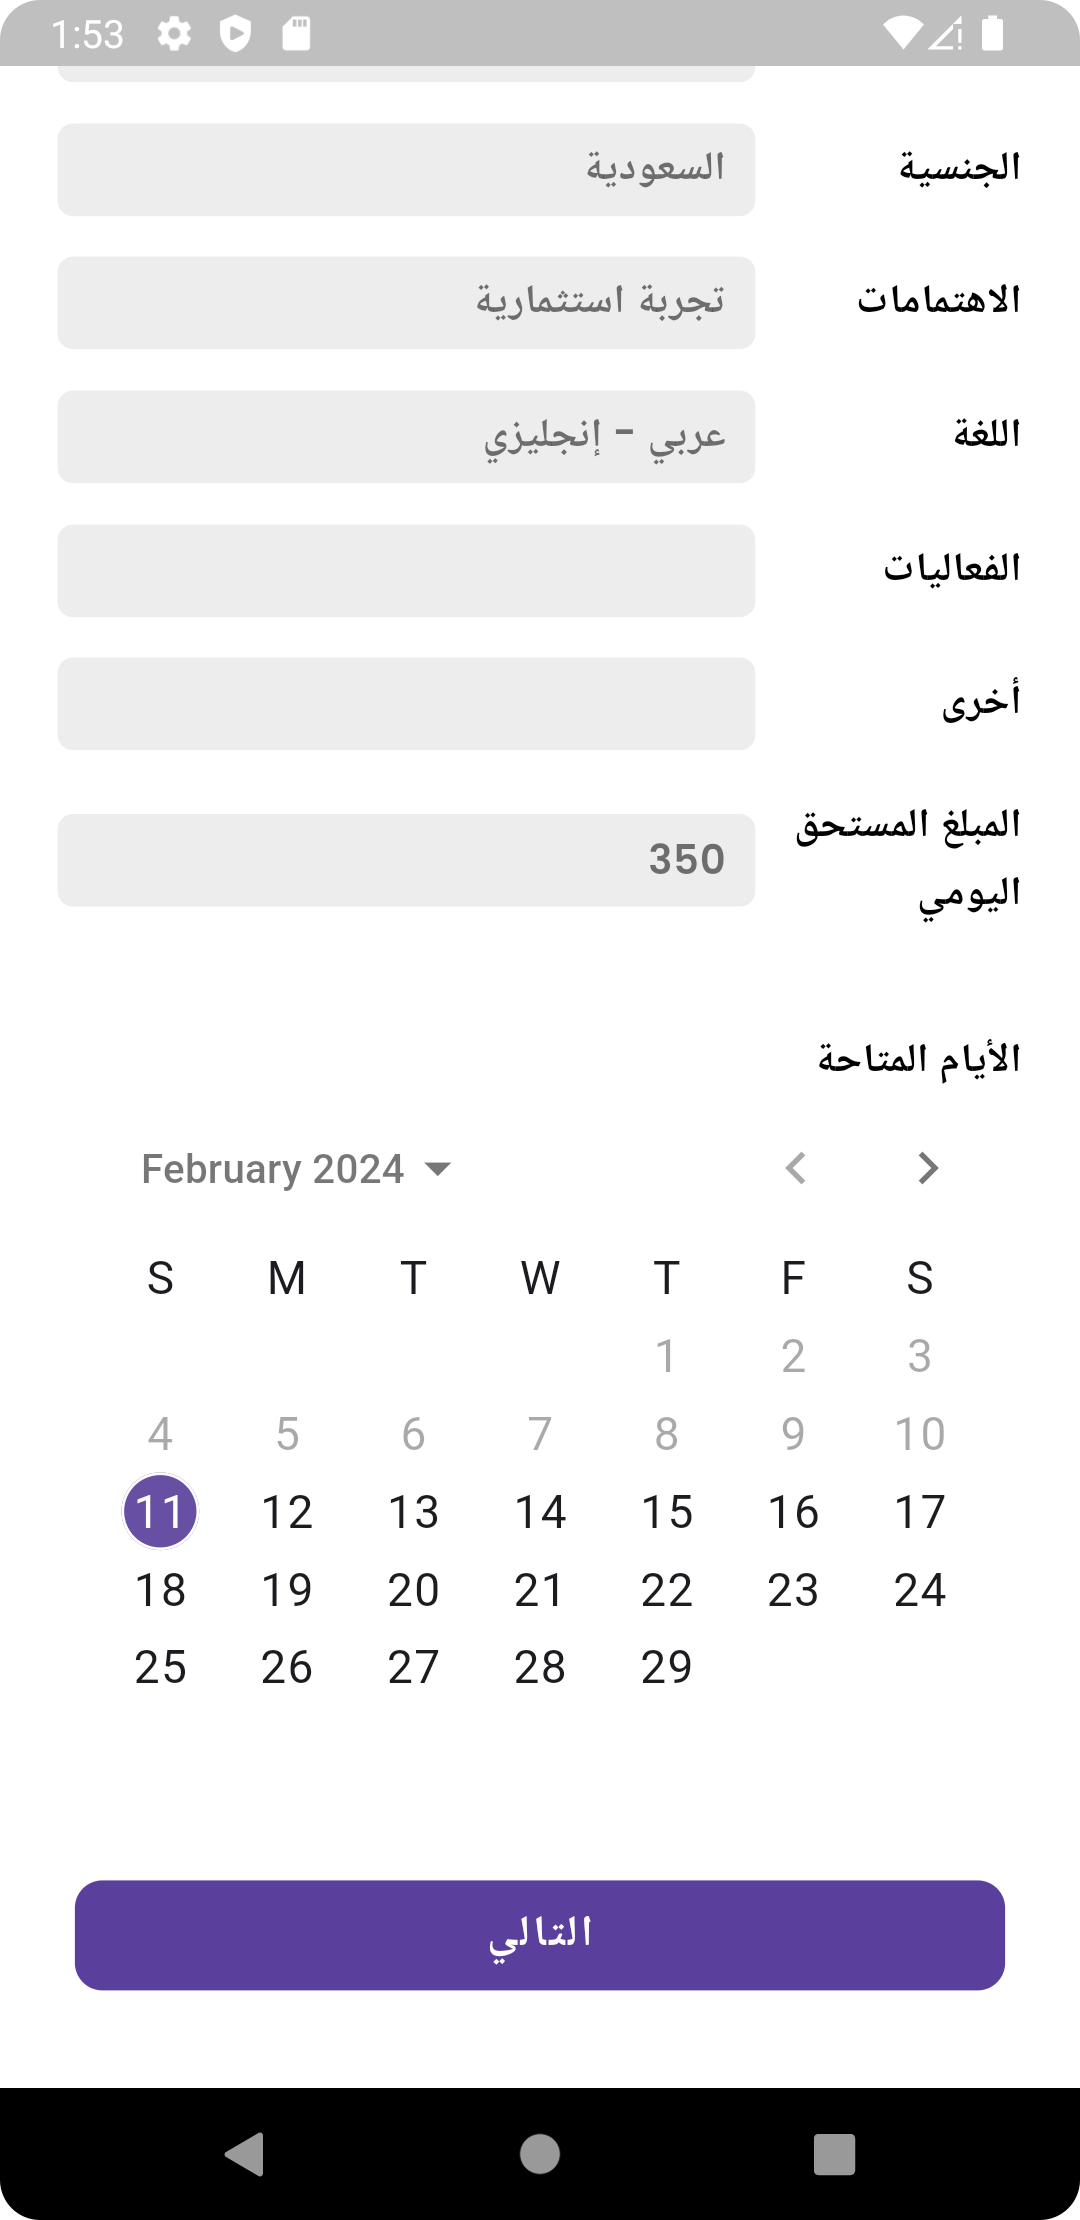 1:53
الجنسية
السعودية
الاهتمامات
تجربة استثمارية
اللغة
عربي - إنجليزي
الفعاليات
أخرى
المبلغ المستحق
اليومي
350
الأيام المتاحة
February 2024
S M T W T F S
1 2 3
4 5 6 7 8 9 10
11 12 13 14 15 16 17
18 19 20 21 22 23 24
25 26 27 28 29
التالي